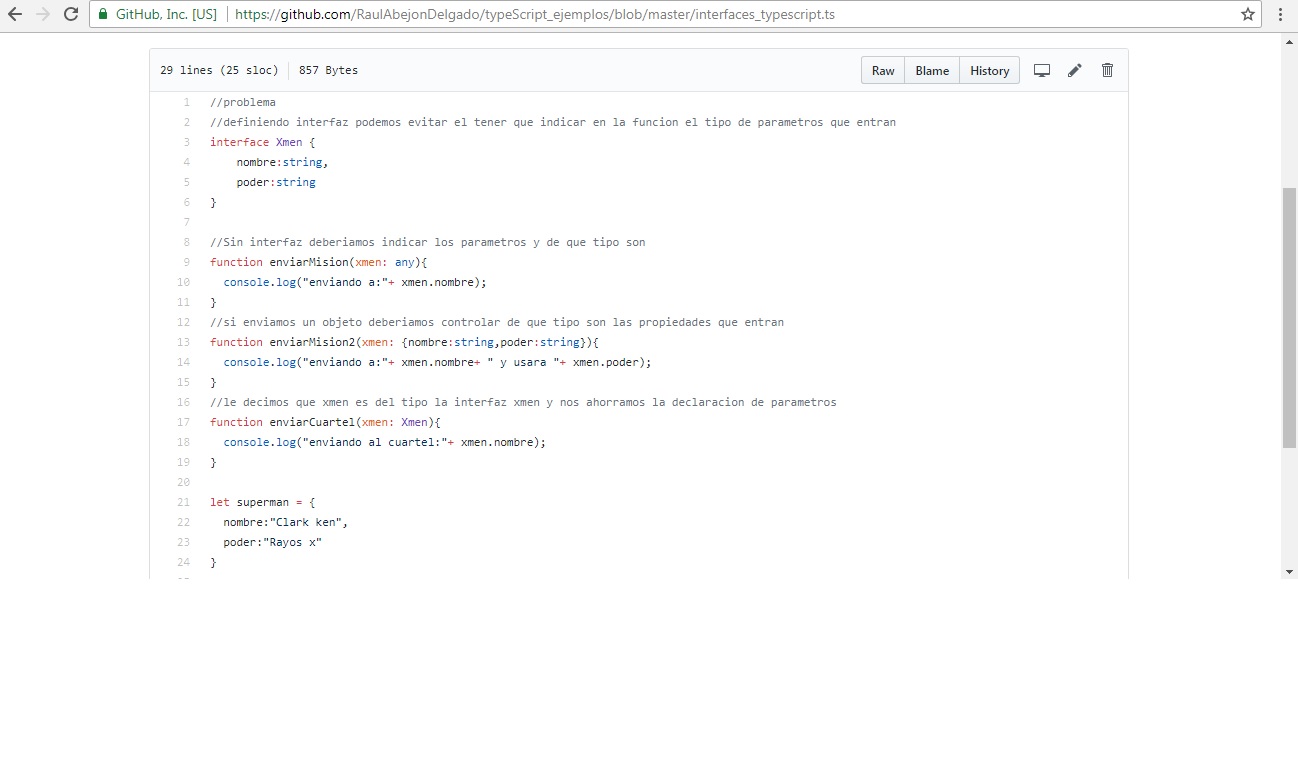 GitHub, Inc. [US] https://github.com/RaulAbejonDelgado/typeScript_ejemplos/blob/master/interfaces_typescript.ts
29 lines (25 sloc) 857 Bytes Raw Blame History
1 //problema
2 //definiendo interfaz podemos evitar el tener que indicar en la funcion el tipo de parametros que entran
3 interface Xmen {
4     nombre:string,
5     poder:string
6 }
7
8 //Sin interfaz deberiamos indicar los parametros y de que tipo son
9 function enviarMision(xmen: any){
10   console.log("enviando a:"+ xmen.nombre);
11 }
12 //si enviamos un objeto deberiamos controlar de que tipo son las propiedades que entran
13 function enviarMision2(xmen: {nombre:string,poder:string}){
14   console.log("enviando a:"+ xmen.nombre+ " y usara "+ xmen.poder);
15 }
16 //le decimos que xmen es del tipo la interfaz xmen y nos ahorramos la declaracion de parametros
17 function enviarCuartel(xmen: Xmen){
18   console.log("enviando al cuartel:"+ xmen.nombre);
19 }
20
21 let superman = {
22   nombre:"Clark ken",
23   poder:"Rayos x"
24 }